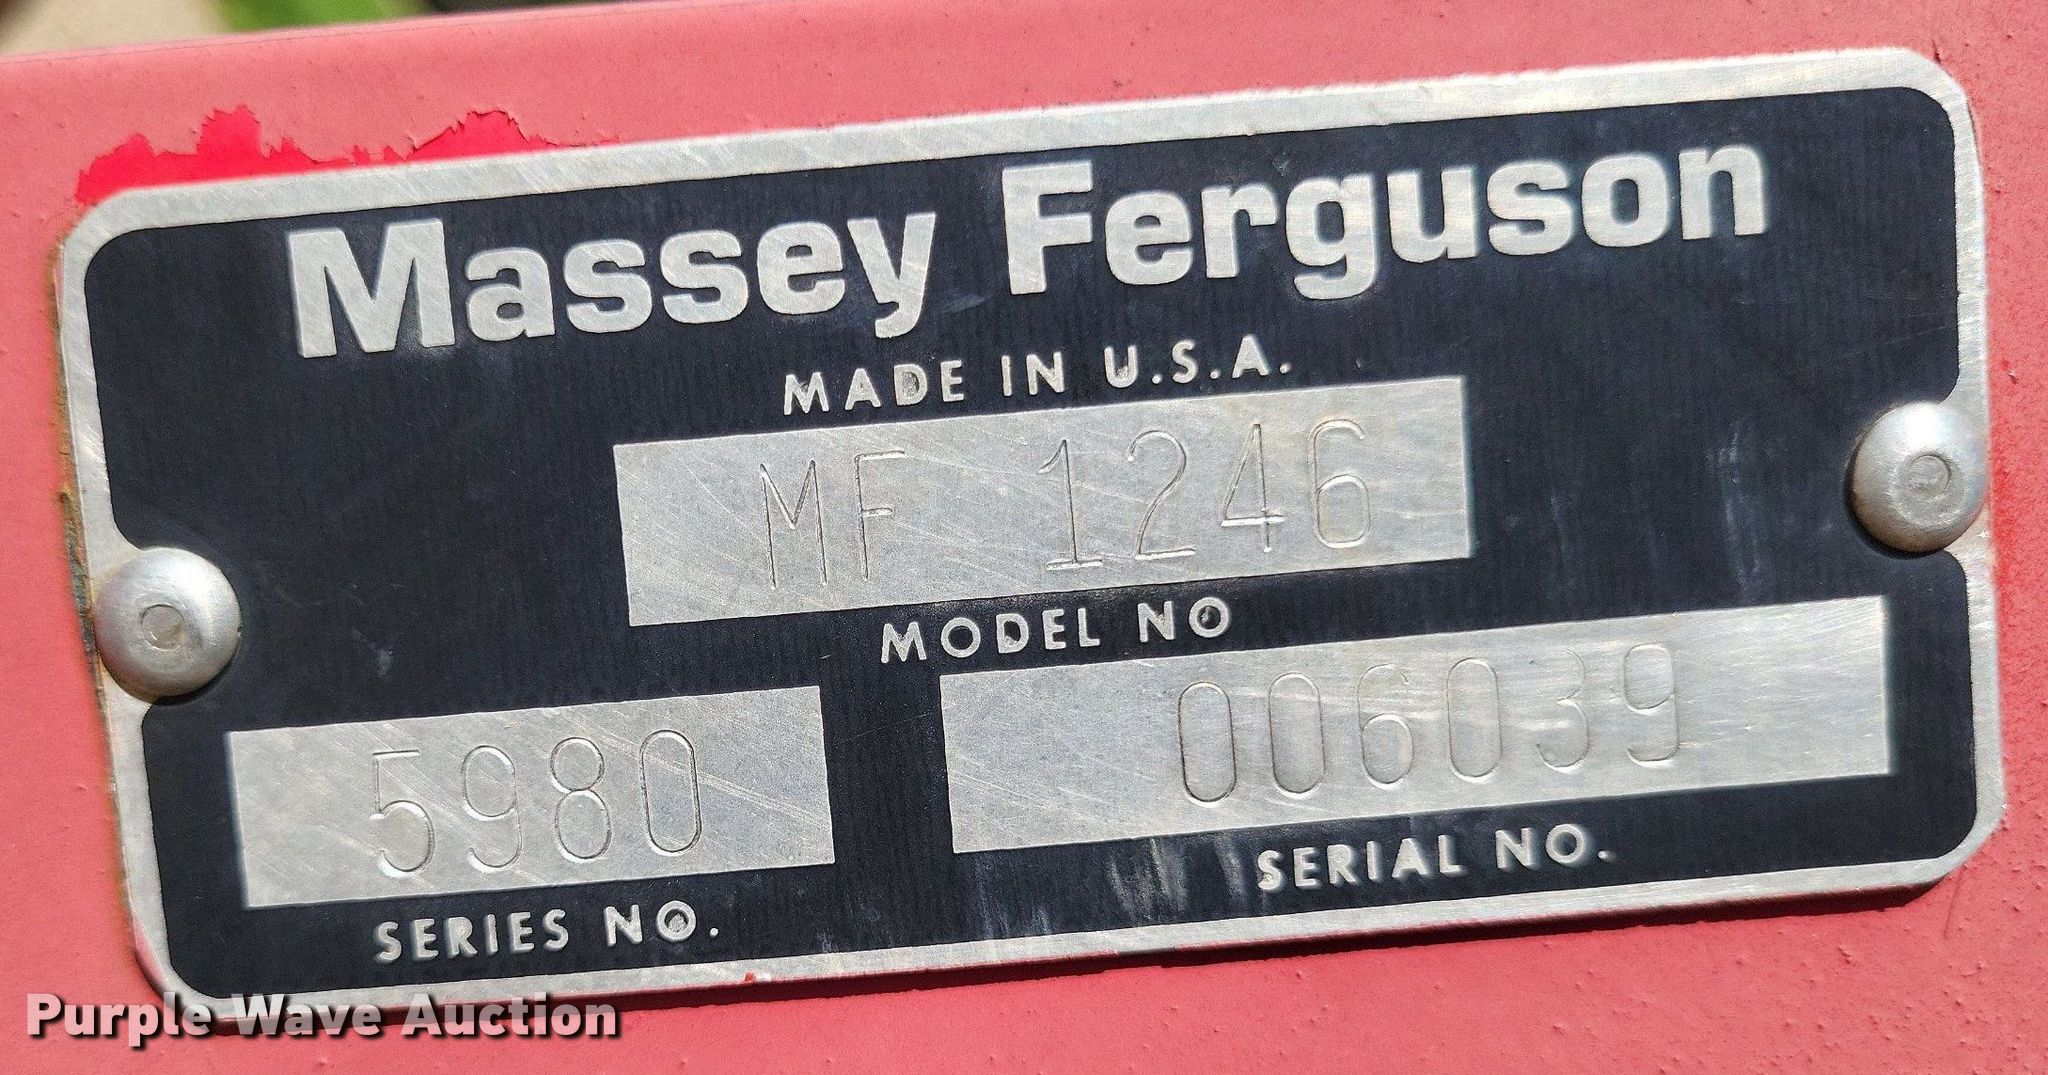 Massey Ferguson
MADE IN U.S.A.
MF 1246
MODEL NO
5980
006039
SERIES NO.
SERIAL NO.
Purple Wave Auction